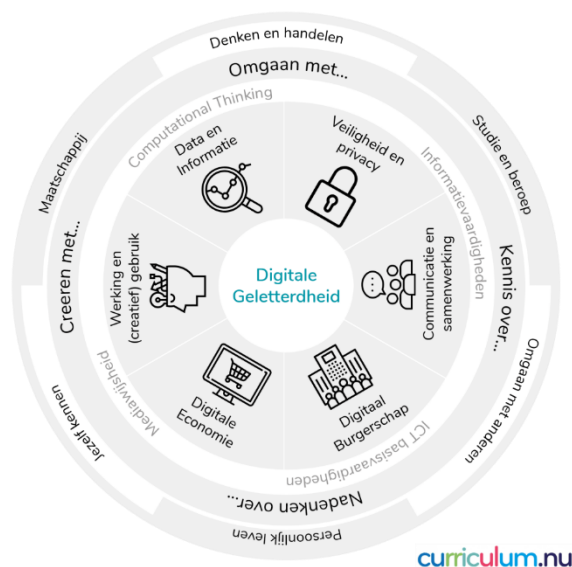 Denken en handelen
Omgaan met...
Computational Thinking
Data en
Informatie
Veiligheid en
privacy
Maatschappij
Studie en beroep
Informatievaardigheden
Creeren met...
Kennis over...
Werking en
(creatief) gebruik
Digitale
Geletterdheid
Communicatie en
samenwerking
Mediawijsheid
Digitale
Economie
Digitaal
Burgerschap
ICT basisvaardigheden
Jezelf kennen
Omgaan met anderen
Nadenken over...
Persoonlijk leven
curriculum.nu